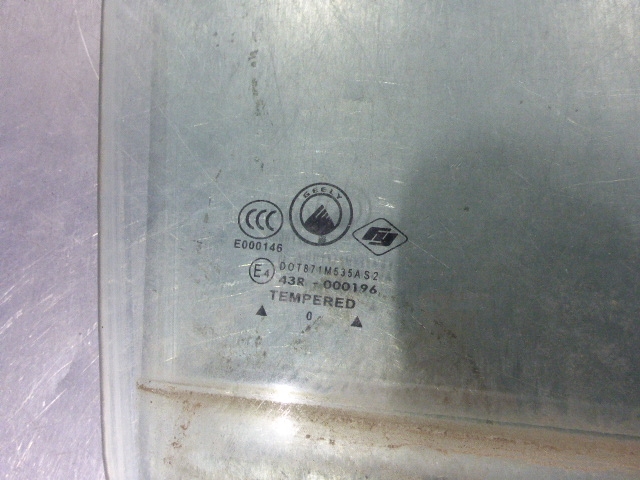 GEELY
CCC
E000146
E4 DOT871M535AS2
43R - 000196
TEMPERED
0